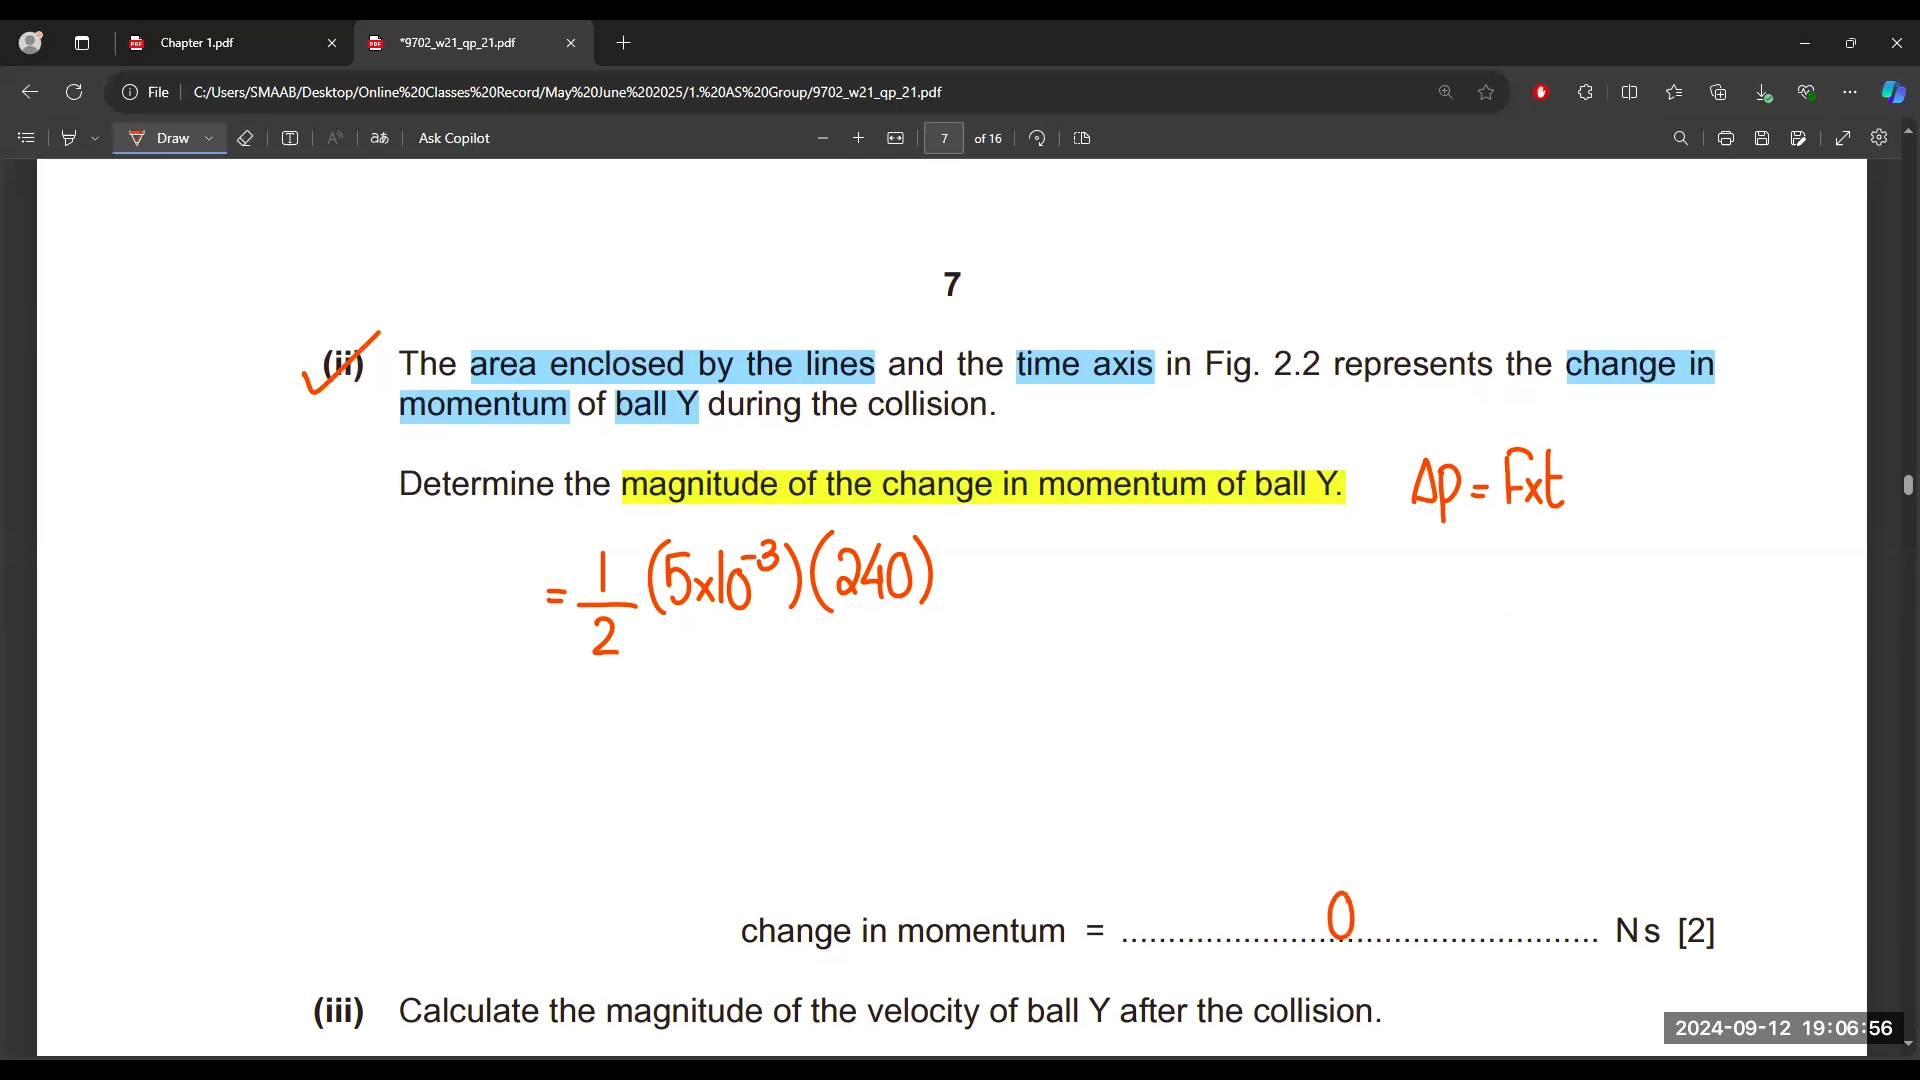 Chapter 1.pdf
*9702_w21_qp_21.pdf
File
C:/Users/SMAAB/Desktop/Online%20Classes%20Record/May%20June%202025/1.%20AS%20Group/9702_w21_qp_21.pdf
Draw
aあ
Ask Copilot
7 of 16
7
(ii) The area enclosed by the lines and the time axis in Fig. 2.2 represents the change in
momentum of ball Y during the collision.
Determine the magnitude of the change in momentum of ball Y.
Δp = F×t
= 1/2 (5×10⁻³)(240)
change in momentum = ................................................... N s [2]
0
(iii) Calculate the magnitude of the velocity of ball Y after the collision.
2024-09-12 19:06:56